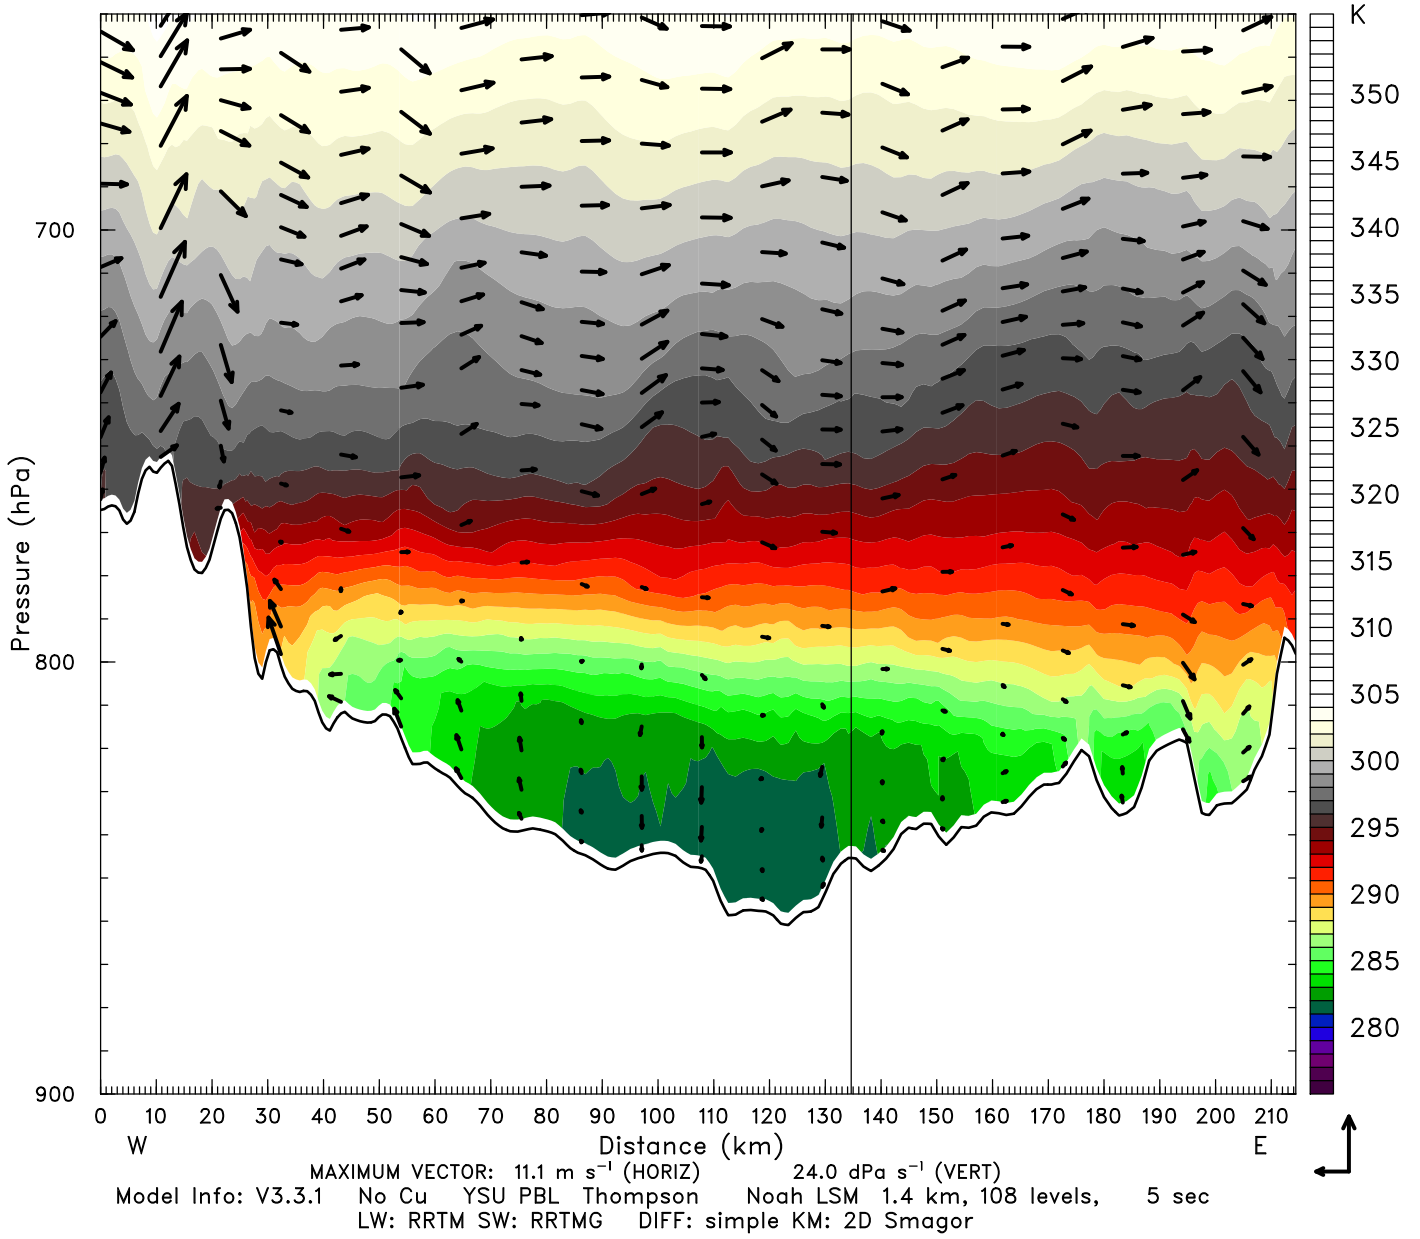 K
350
345
340
335
330
325
320
315
310
305
300
295
290
285
280
Pressure (hPa)
700
800
900
0 10 20 30 40 50 60 70 80 90 100 110 120 130 140 150 160 170 180 190 200 210
W Distance (km) E
MAXIMUM VECTOR: 11.1 m s⁻¹ (HORIZ) 24.0 dPa s⁻¹ (VERT)
Model Info: V3.3.1 No Cu YSU PBL Thompson Noah LSM 1.4 km, 108 levels, 5 sec
LW: RRTM SW: RRTMG DIFF: simple KM: 2D Smagor